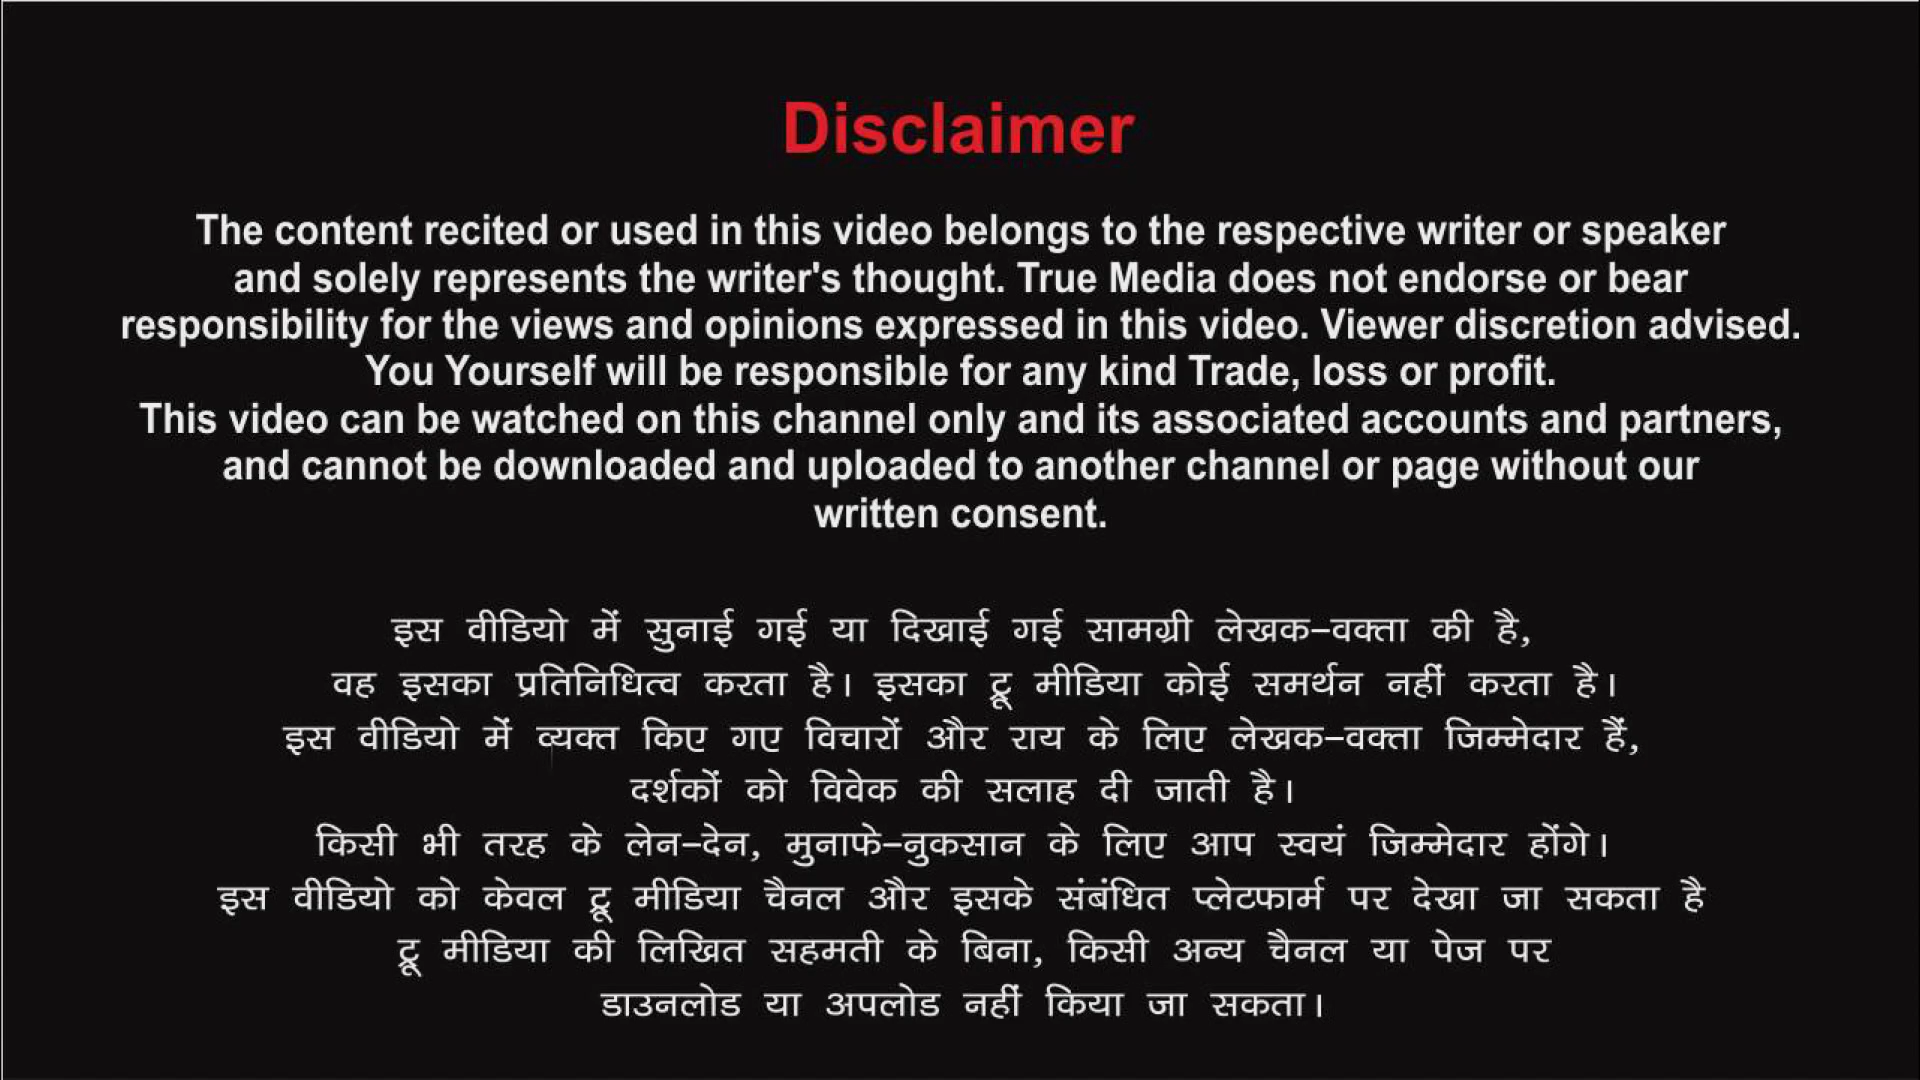 Disclaimer
The content recited or used in this video belongs to the respective writer or speaker
and solely represents the writer's thought. True Media does not endorse or bear
responsibility for the views and opinions expressed in this video. Viewer discretion advised.
You Yourself will be responsible for any kind Trade, loss or profit.
This video can be watched on this channel only and its associated accounts and partners,
and cannot be downloaded and uploaded to another channel or page without our
written consent.
इस वीडियो में सुनाई गई या दिखाई गई सामग्री लेखक–वक्ता की है,
वह इसका प्रतिनिधित्व करता है। इसका ट्रू मीडिया कोई समर्थन नहीं करता है।
इस वीडियो में व्यक्त किए गए विचारों और राय के लिए लेखक–वक्ता जिम्मेदार हैं,
दर्शकों को विवेक की सलाह दी जाती है।
किसी भी तरह के लेन–देन, मुनाफे–नुकसान के लिए आप स्वयं जिम्मेदार होंगे।
इस वीडियो को केवल ट्रू मीडिया चैनल और इसके संबंधित प्लेटफार्म पर देखा जा सकता है
ट्रू मीडिया की लिखित सहमती के बिना, किसी अन्य चैनल या पेज पर
डाउनलोड या अपलोड नहीं किया जा सकता।